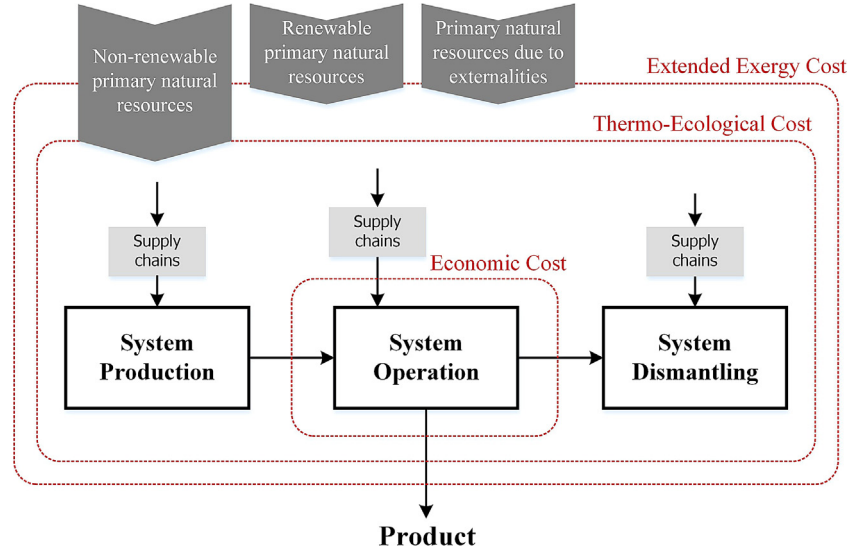 Non-renewable
primary natural
resources
Renewable
primary natural
resources
Primary natural
resources due to
externalities
Extended Exergy Cost
Thermo-Ecological Cost
Supply
chains
Supply
chains
Supply
chains
Economic Cost
System
Production
System
Operation
System
Dismantling
Product